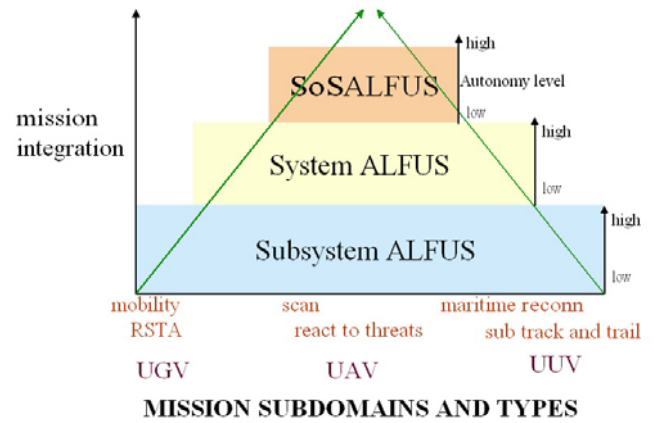 high
SoSALFUS
Autonomy level
low
mission
integration
high
System ALFUS
low
high
Subsystem ALFUS
low
mobility scan maritime reconn
RSTA react to threats sub track and trail
UGV UAV UUV
MISSION SUBDOMAINS AND TYPES